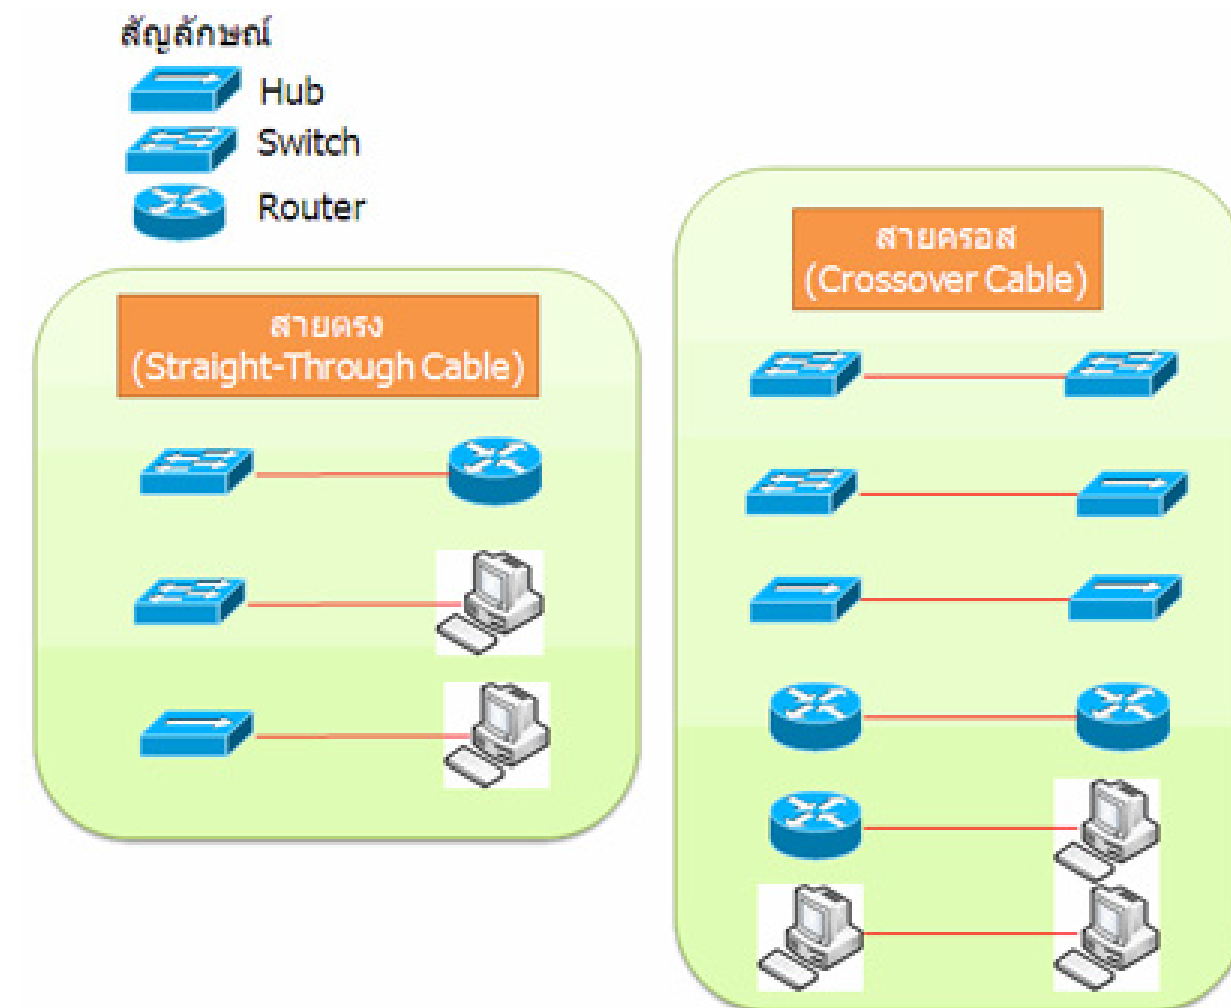 สัญลักษณ์
Hub
Switch
Router
สายตรง
(Straight-Through Cable)
สายครอส
(Crossover Cable)